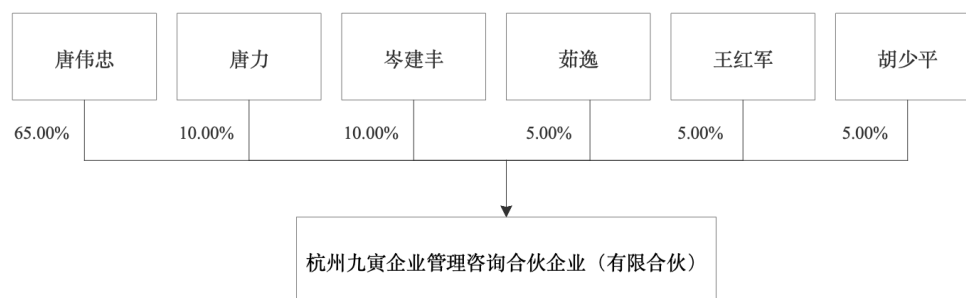 唐伟忠 唐力 岑建丰 茹逸 王红军 胡少平
65.00% 10.00% 10.00% 5.00% 5.00% 5.00%
杭州九寅企业管理咨询合伙企业（有限合伙）